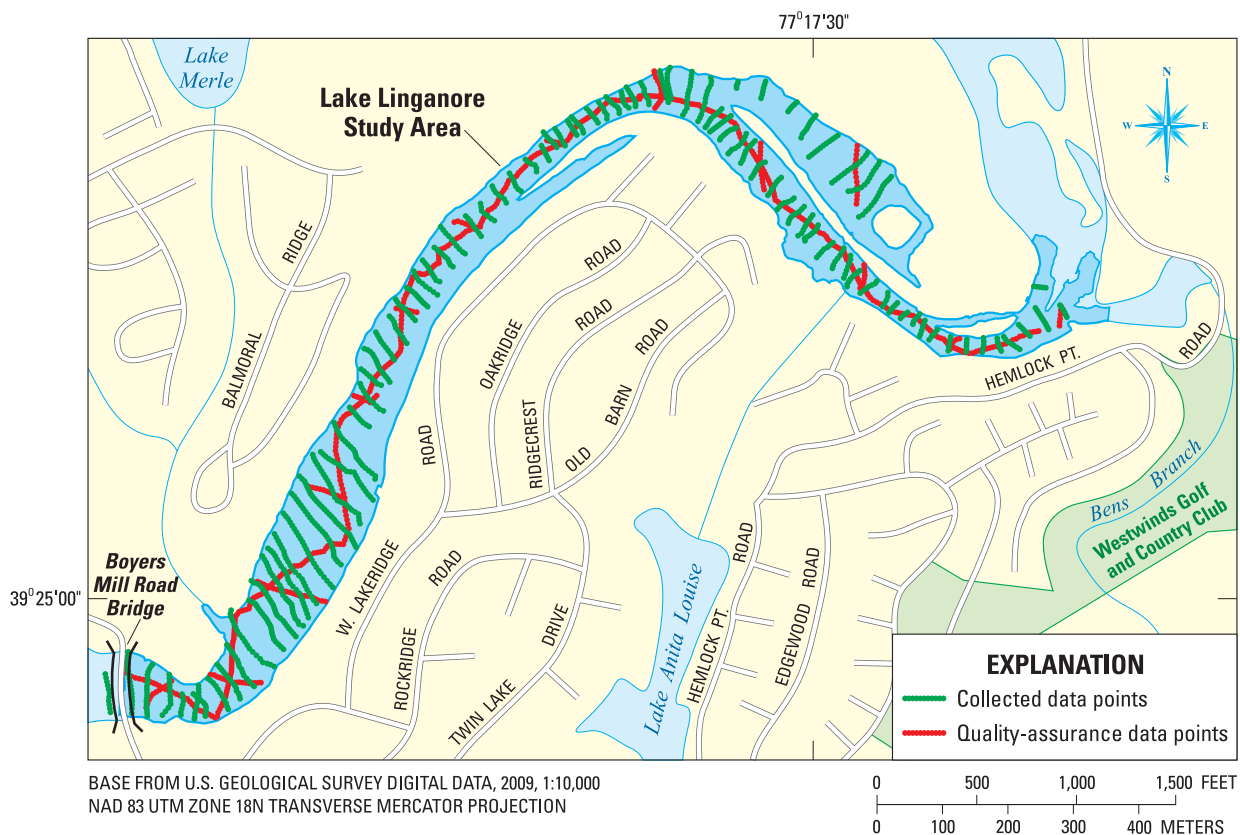 77°17'30"
Lake
Merle
Lake Linganore
Study Area
N
W
E
S
RIDGE
BALMORAL
ROAD
OAKRIDGE
ROAD
RIDGECREST
ROAD
BARN
OLD
ROAD
W. LAKERIDGE
ROAD
ROCKRIDGE
DRIVE
TWIN LAKE
HEMLOCK PT.
ROAD
ROAD
HEMLOCK PT.
ROAD
EDGEWOOD
Lake Anita Louise
Bens Branch
Westwinds Golf
and Country Club
Boyers
Mill Road
Bridge
39°25'00"
EXPLANATION
Collected data points
Quality-assurance data points
BASE FROM U.S. GEOLOGICAL SURVEY DIGITAL DATA, 2009, 1:10,000
NAD 83 UTM ZONE 18N TRANSVERSE MERCATOR PROJECTION
0 500 1,000 1,500 FEET
0 100 200 300 400 METERS